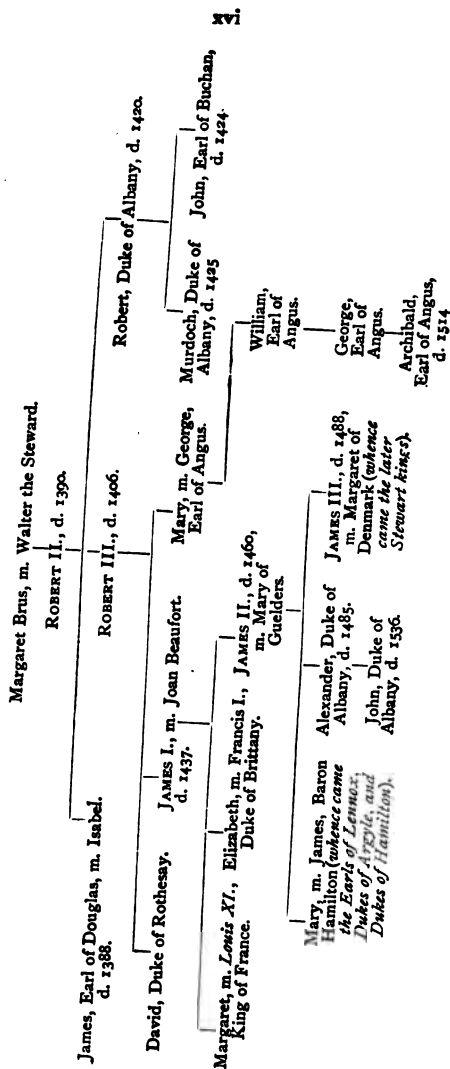 xvi
Margaret Brus, m. Walter the Steward.
ROBERT II., d. 1390.
James, Earl of Douglas, m. Isabel.
d. 1388.
ROBERT III., d. 1406.
Robert, Duke of Albany, d. 1420.
David, Duke of Rothesay.
JAMES I., m. Joan Beaufort.
d. 1437.
Mary, m. George,
Earl of Angus.
Murdoch, Duke of
Albany, d. 1425
John, Earl of Buchan,
d. 1424.
Margaret, m. Louis XI.,
King of France.
Elizabeth, m. Francis I.,
Duke of Brittany.
JAMES II., d. 1460,
m. Mary of
Guelders.
William,
Earl of
Angus.
George,
Earl of
Angus.
Archibald,
Earl of Angus,
d. 1514
Mary, m. James, Baron
Hamilton (whence came
the Earls of Lennox,
Dukes of Argyle, and
Dukes of Hamilton).
Alexander, Duke of
Albany, d. 1485.
John, Duke of
Albany, d. 1536.
JAMES III., d. 1488,
m. Margaret of
Denmark (whence
came the later
Stewart kings).